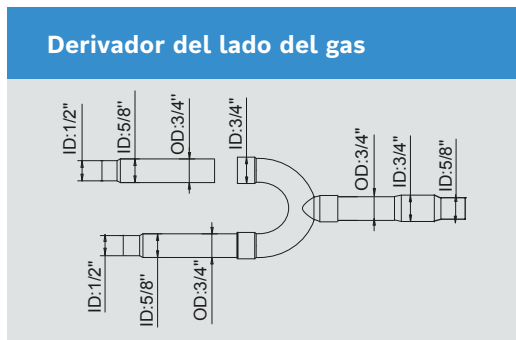 Derivador del lado del gas
ID:1/2"
ID:5/8"
OD:3/4"
ID:3/4"
OD:3/4"
ID:3/4"
ID:5/8"
ID:1/2"
ID:5/8"
OD:3/4"